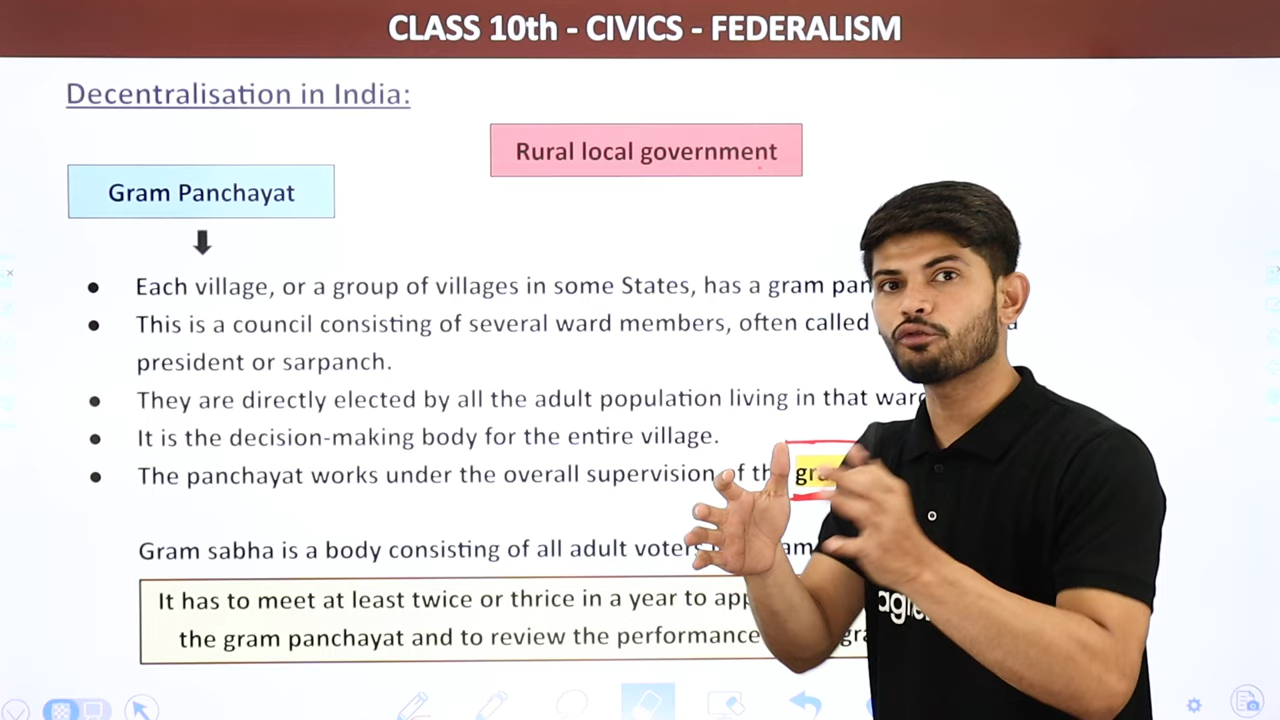 CLASS 10th - CIVICS - FEDERALISM
Decentralisation in India:
Rural local government
Gram Panchayat
Each village, or a group of villages in some States, has a gram
This is a council consisting of several ward members, often called
president or sarpanch.
They are directly elected by all the adult population living in that
It is the decision-making body for the entire village.
The panchayat works under the overall supervision of the
Gram sabha is a body consisting of all adult voters
It has to meet at least twice or thrice in a year to
the gram panchayat and to review the performance